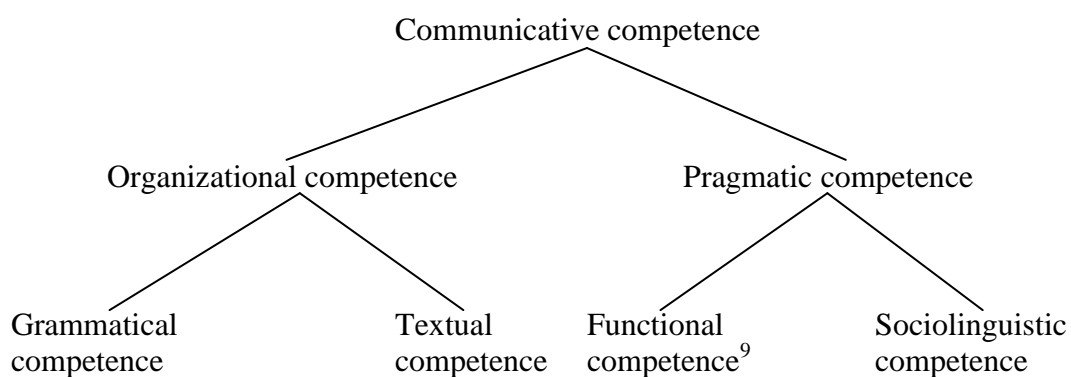 Communicative competence
Organizational competence
Pragmatic competence
Grammatical
competence
Textual
competence
Functional
competence⁹
Sociolinguistic
competence